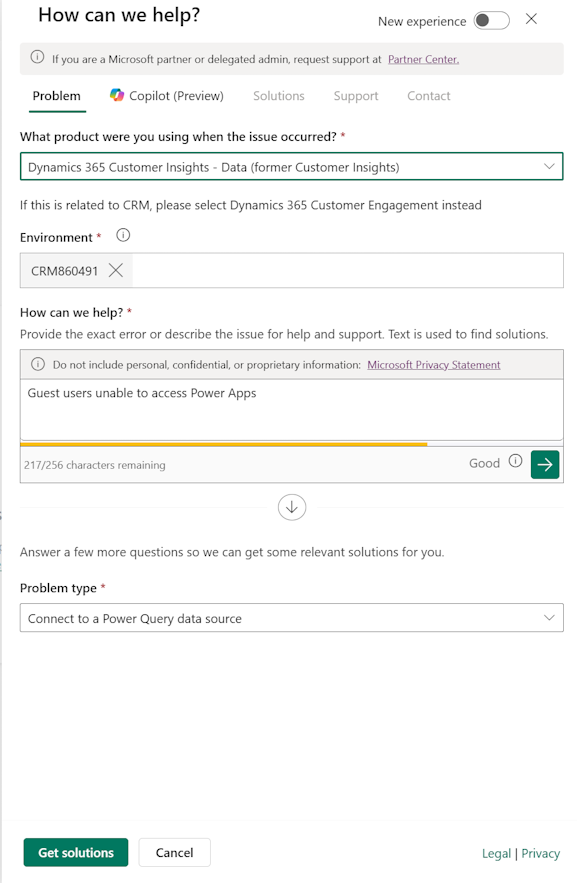 How can we help?
New experience
If you are a Microsoft partner or delegated admin, request support at Partner Center.
Problem
Copilot (Preview)
Solutions
Support
Contact
What product were you using when the issue occurred? *
Dynamics 365 Customer Insights - Data (former Customer Insights)
If this is related to CRM, please select Dynamics 365 Customer Engagement instead
Environment *
CRM860491
How can we help? *
Provide the exact error or describe the issue for help and support. Text is used to find solutions.
Do not include personal, confidential, or proprietary information: Microsoft Privacy Statement
Guest users unable to access Power Apps
217/256 characters remaining
Good
Answer a few more questions so we can get some relevant solutions for you.
Problem type *
Connect to a Power Query data source
Get solutions
Cancel
Legal | Privacy